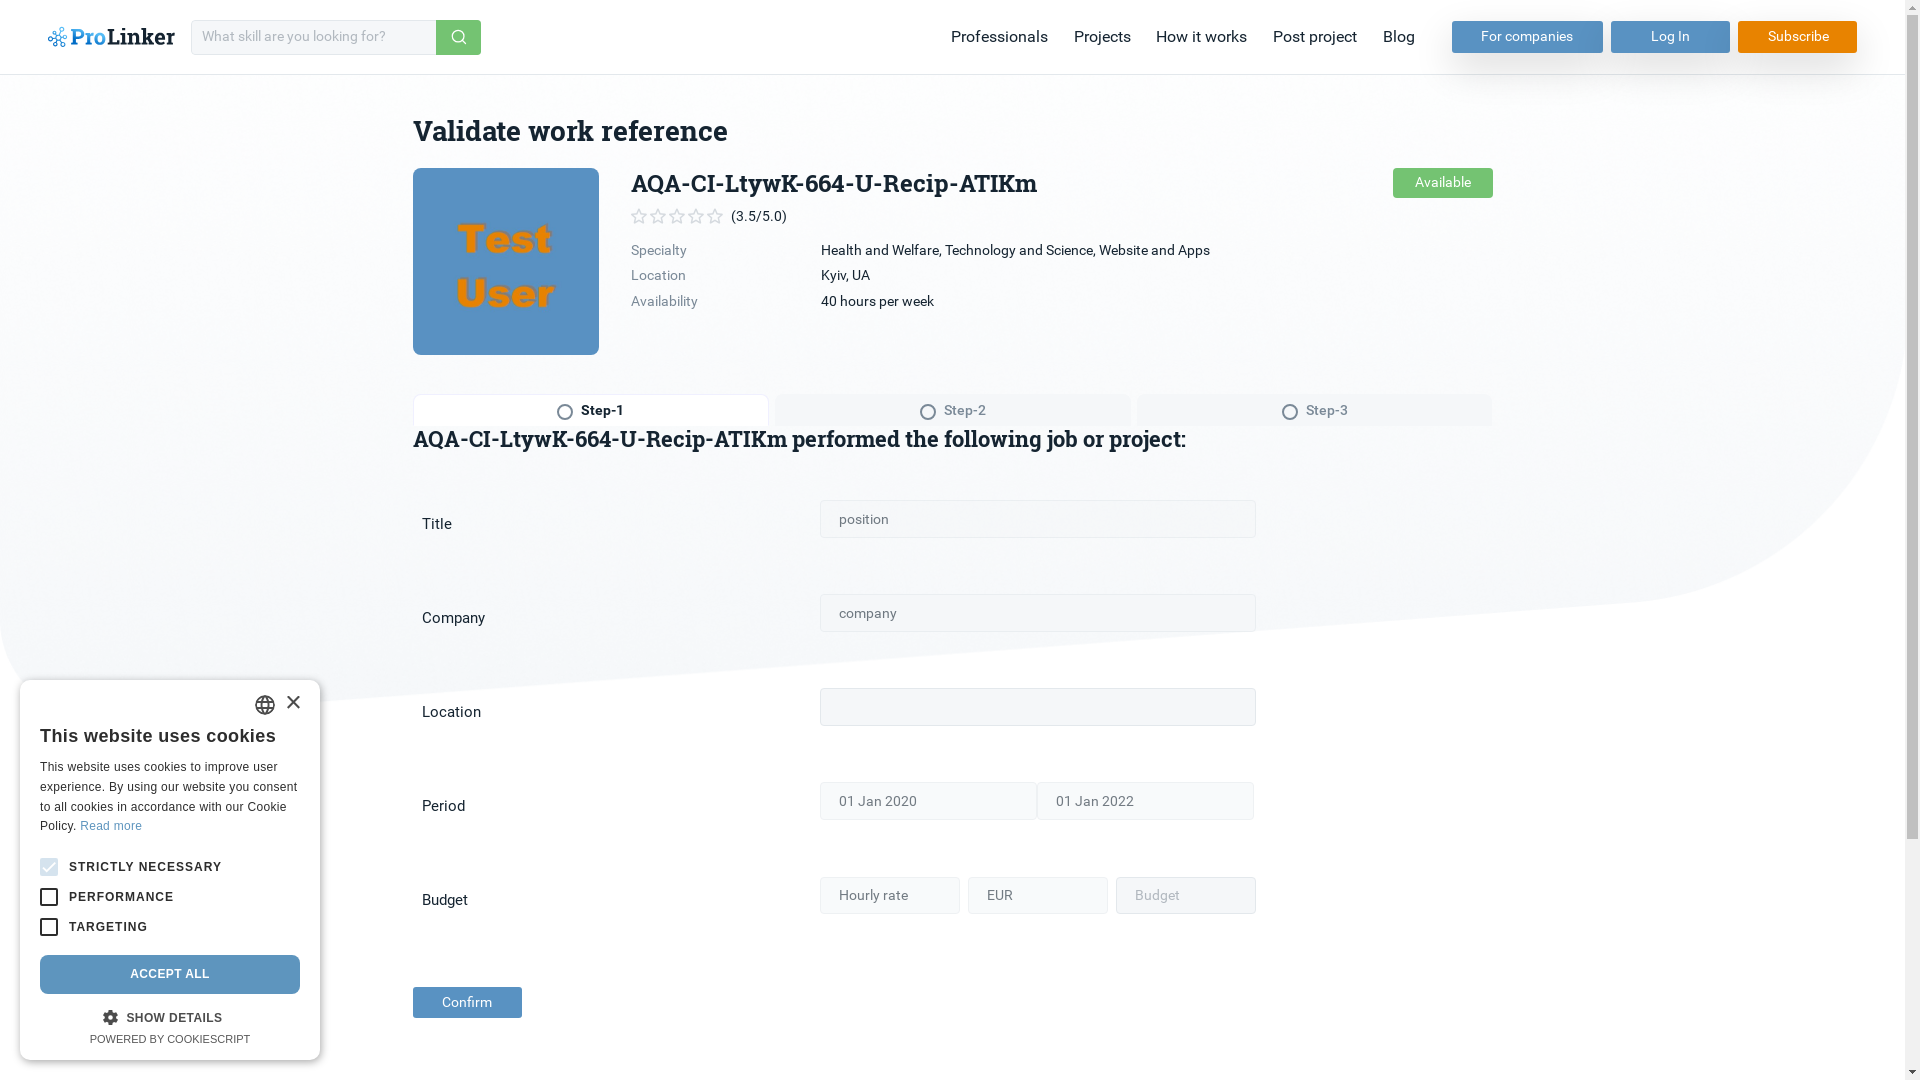 ProLinker
What skill are you looking for?
Professionals Projects How it works Post project Blog For companies Log In Subscribe
Validate work reference
Test
User
AQA-CI-LtywK-664-U-Recip-ATIKm
Available
(3.5/5.0)
Specialty Health and Welfare, Technology and Science, Website and Apps
Location Kyiv, UA
Availability 40 hours per week
Step-1 Step-2 Step-3
AQA-CI-LtywK-664-U-Recip-ATIKm performed the following job or project:
Title position
Company company
Location
Period 01 Jan 2020 01 Jan 2022
Budget Hourly rate EUR Budget
Confirm
×
This website uses cookies
This website uses cookies to improve user
experience. By using our website you consent
to all cookies in accordance with our Cookie
Policy. Read more
STRICTLY NECESSARY
PERFORMANCE
TARGETING
ACCEPT ALL
SHOW DETAILS
POWERED BY COOKIESCRIPT